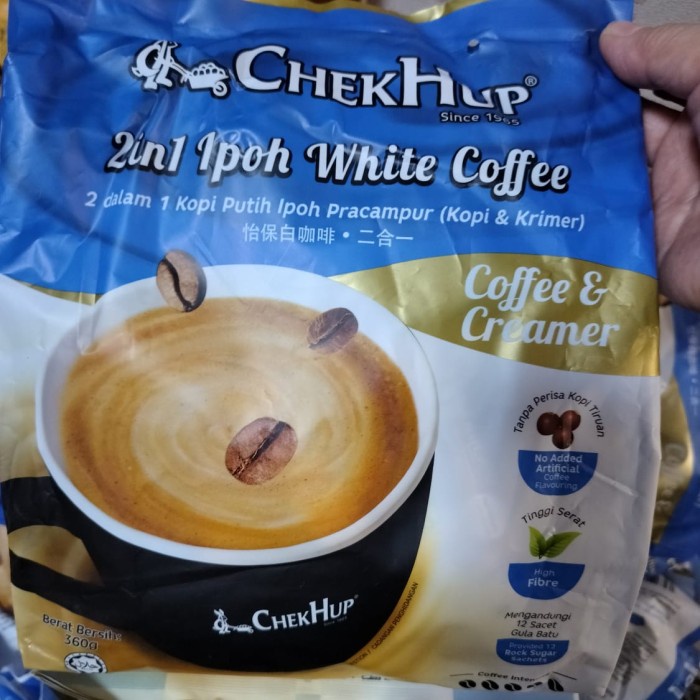 CHEKHUP®
Since 1955
2in1 Ipoh White Coffee
2 dalam 1 Kopi Putih Ipoh Pracampur (Kopi & Krimer)
怡保白咖啡 • 二合一
Coffee &
Creamer
Tanpa Perisa Kopi Tiruan
No Added
Artificial
Coffee
Flavouring
Tinggi Serat
High
Fibre
Mengandungi
12 Sacet
Gula Batu
Provided 12
Rock Sugar
Sachets
CHEKHUP®
Berat Bersih:
360g
Coffee